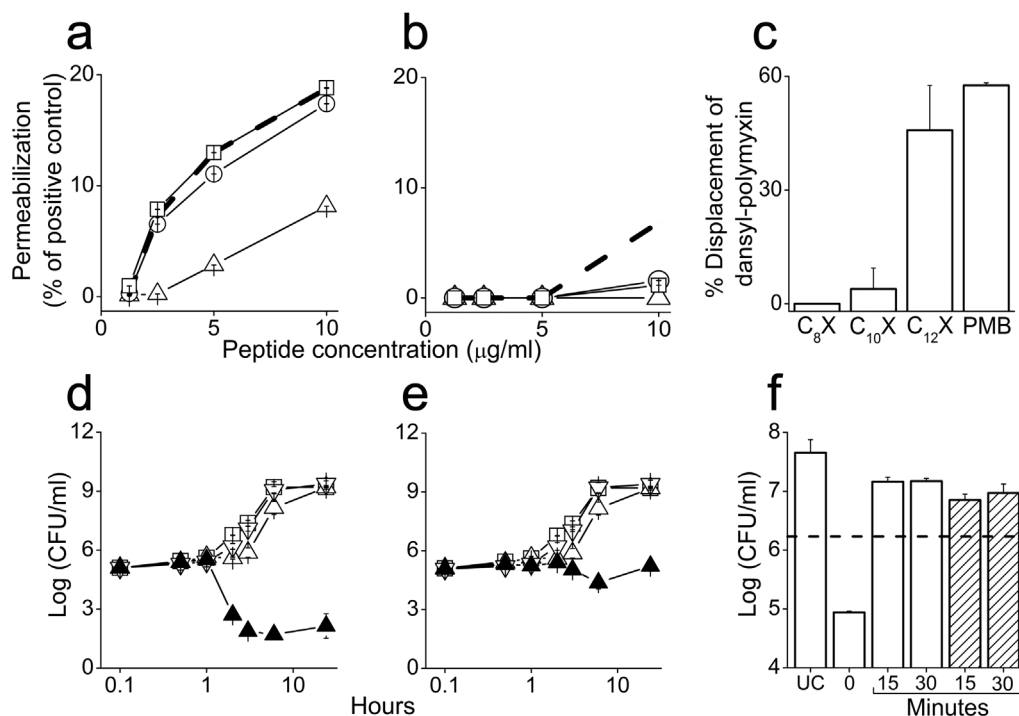 a
b
c
Permeabilization
(% of positive control)
20
10
0
0
5
10
20
10
0
0
5
10
Peptide concentration (μg/ml)
% Displacement of
dansyl-polymyxin
60
30
0
C₈X C₁₀X C₁₂X PMB
d
e
f
Log (CFU/ml)
12
9
6
3
0
0.1 1 10
12
9
6
3
0
0.1 1 10
Hours
Log (CFU/ml)
8
7
6
5
4
UC 0 15 30 15 30
Minutes